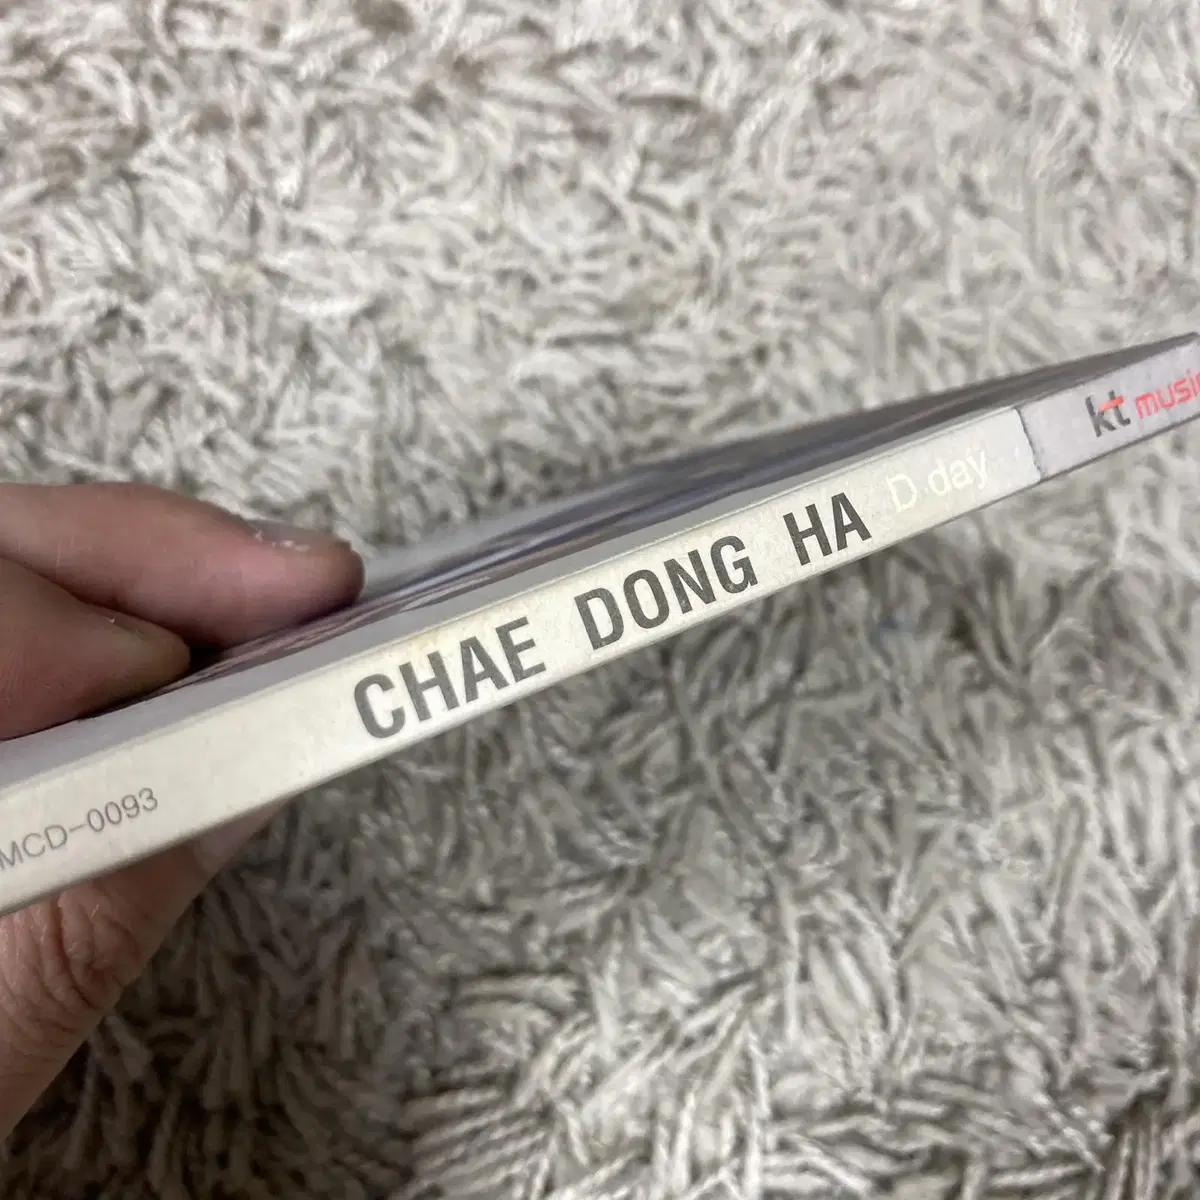 MCD-0093
CHAE DONG HA
D-day
kt music